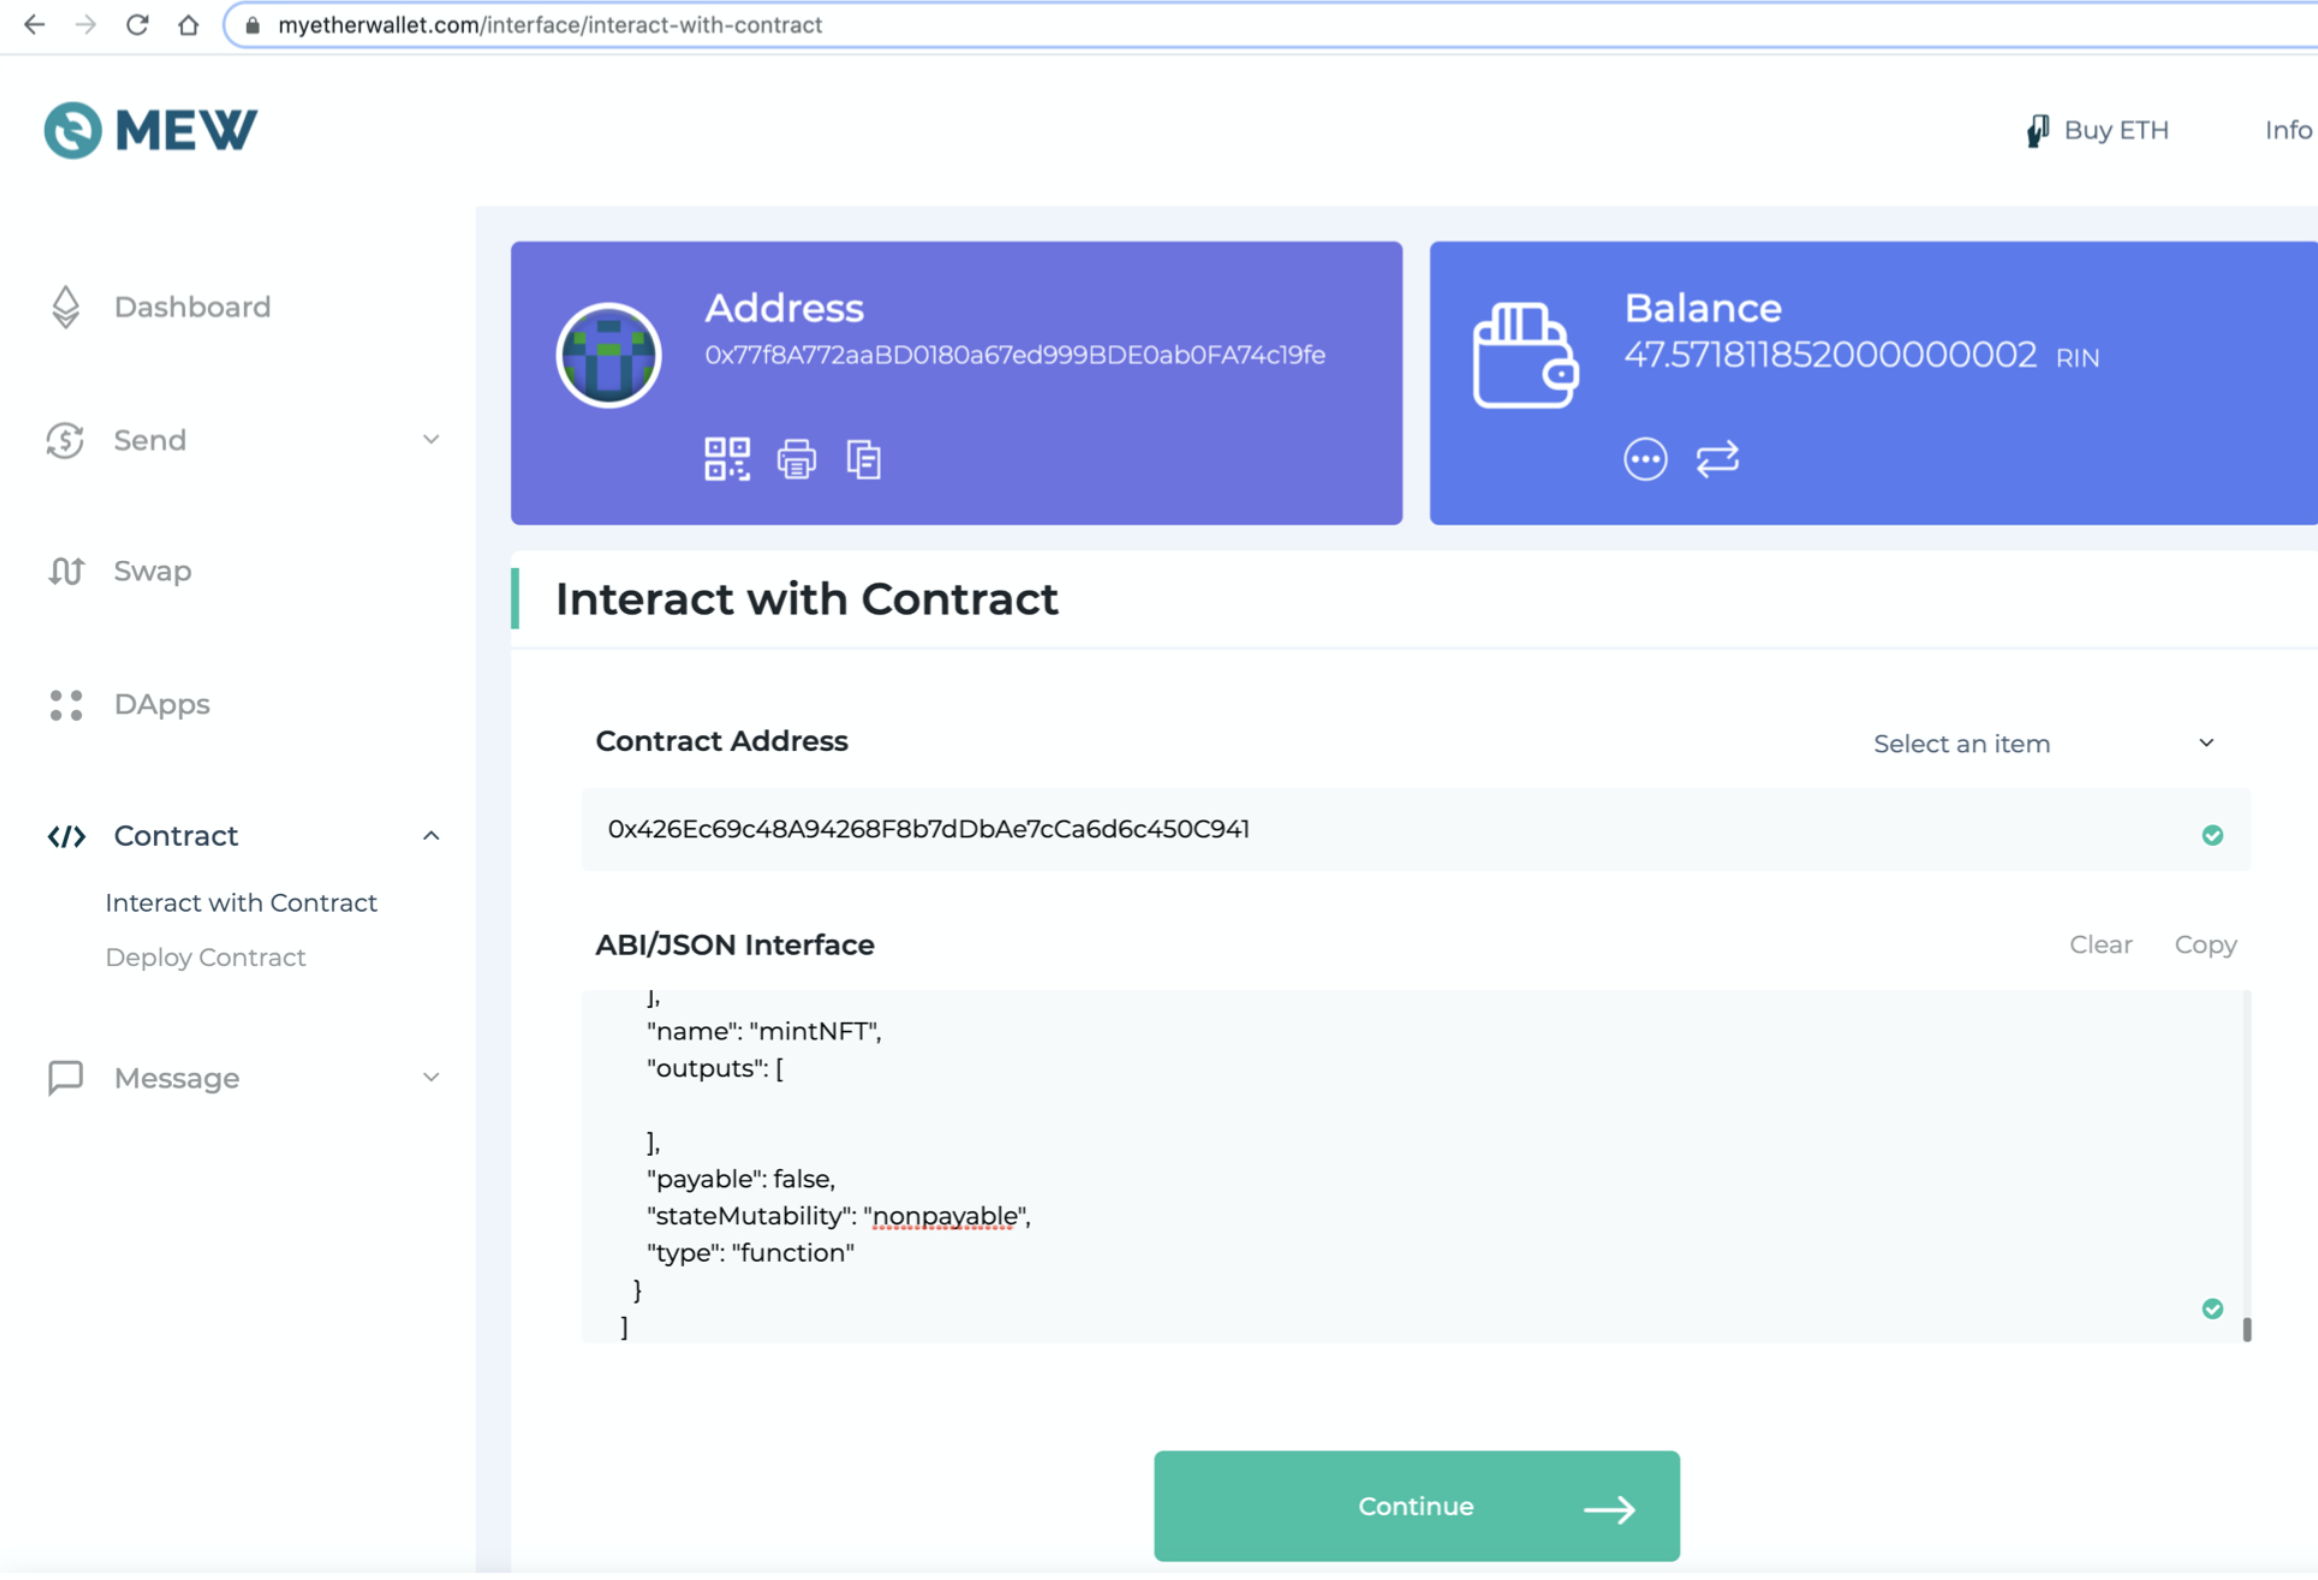 myetherwallet.com/interface/interact-with-contract
MEW
Buy ETH
Info
Dashboard
Send
Swap
DApps
Contract
Interact with Contract
Deploy Contract
Message
Address
0x77f8A772aaBD0180a67ed999BDE0ab0FA74c19fe
Balance
47.571811852000000002 RIN
Interact with Contract
Contract Address
Select an item
0x426Ec69c48A94268F8b7dDbAe7cCa6d6c450C941
ABI/JSON Interface
Clear
Copy
],
"name": "mintNFT",
"outputs": [
],
"payable": false,
"stateMutability": "nonpayable",
"type": "function"
}
]
Continue